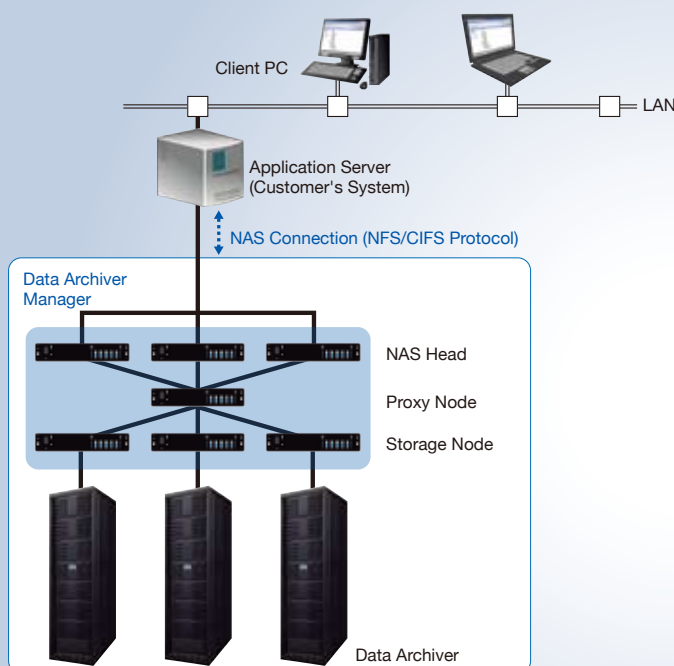 Client PC
LAN
Application Server
(Customer's System)
NAS Connection (NFS/CIFS Protocol)
Data Archiver
Manager
NAS Head
Proxy Node
Storage Node
Data Archiver